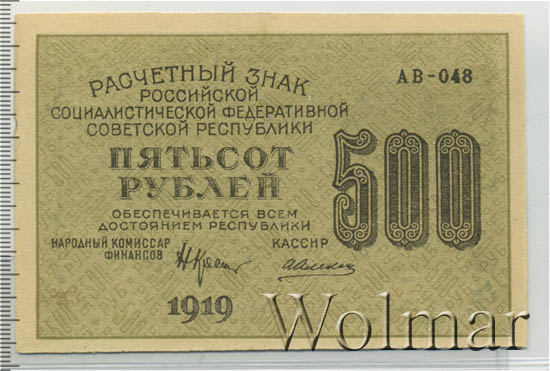 РАСЧЕТНЫЙ ЗНАК
РОССИЙСКОЙ
СОЦИАЛИСТИЧЕСКОЙ ФЕДЕРАТИВНОЙ
СОВЕТСКОЙ РЕСПУБЛИКИ
АВ-048
ПЯТЬСОТ
РУБЛЕЙ
500
ОБЕСПЕЧИВАЕТСЯ ВСЕМ
ДОСТОЯНИЕМ РЕСПУБЛИКИ
НАРОДНЫЙ КОМИССАР
ФИНАНСОВ
КАССИР
1919
Wolmar